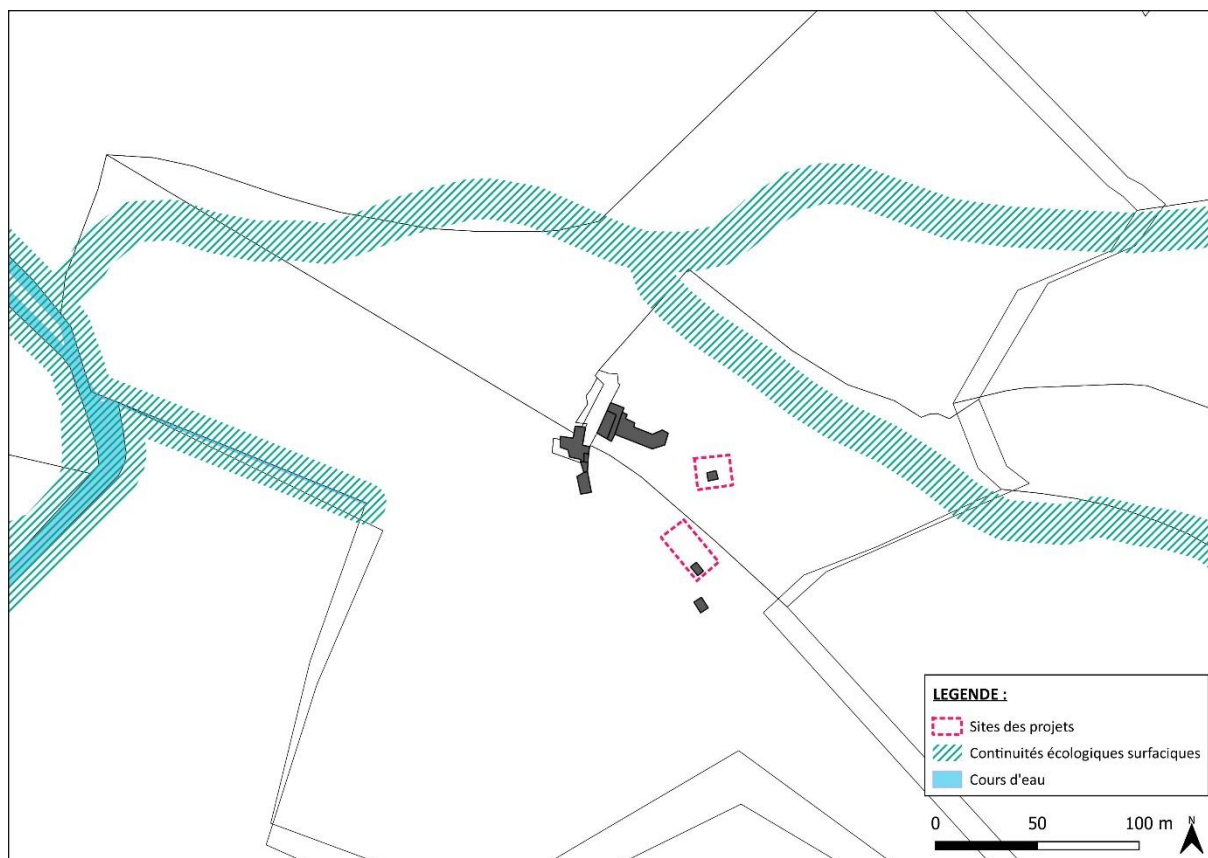 LEGENDE :
Sites des projets
Continuités écologiques surfaciques
Cours d'eau
0 50 100 m N